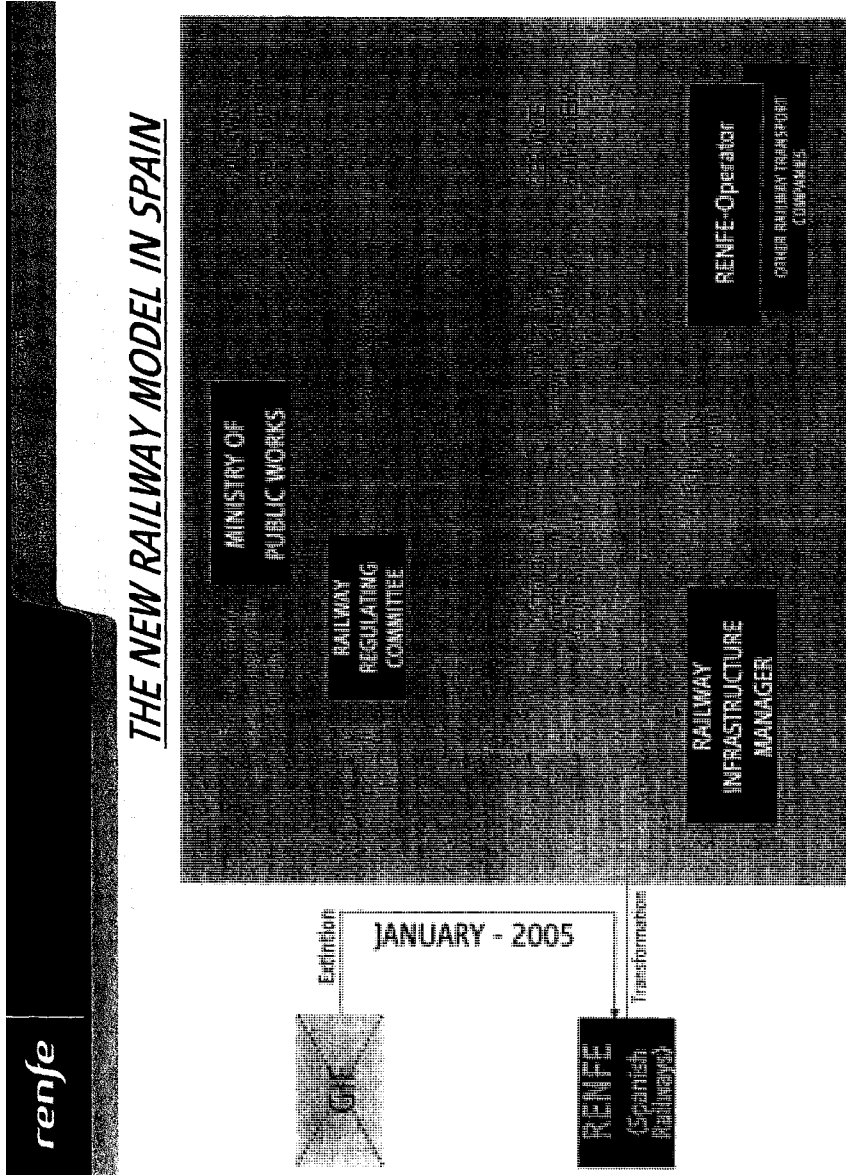 renfe
THE NEW RAILWAY MODEL IN SPAIN
GIF
Extintion
JANUARY - 2005
RENFE
(Spanish
Railways)
Transformation
MINISTRY OF
PUBLIC WORKS
RAILWAY
REGULATING
COMMITTEE
RAILWAY
INFRASTRUCTURE
MANAGER
RENFE-Operator
OTHER RAILWAY TRANSPORT
COMPANIES